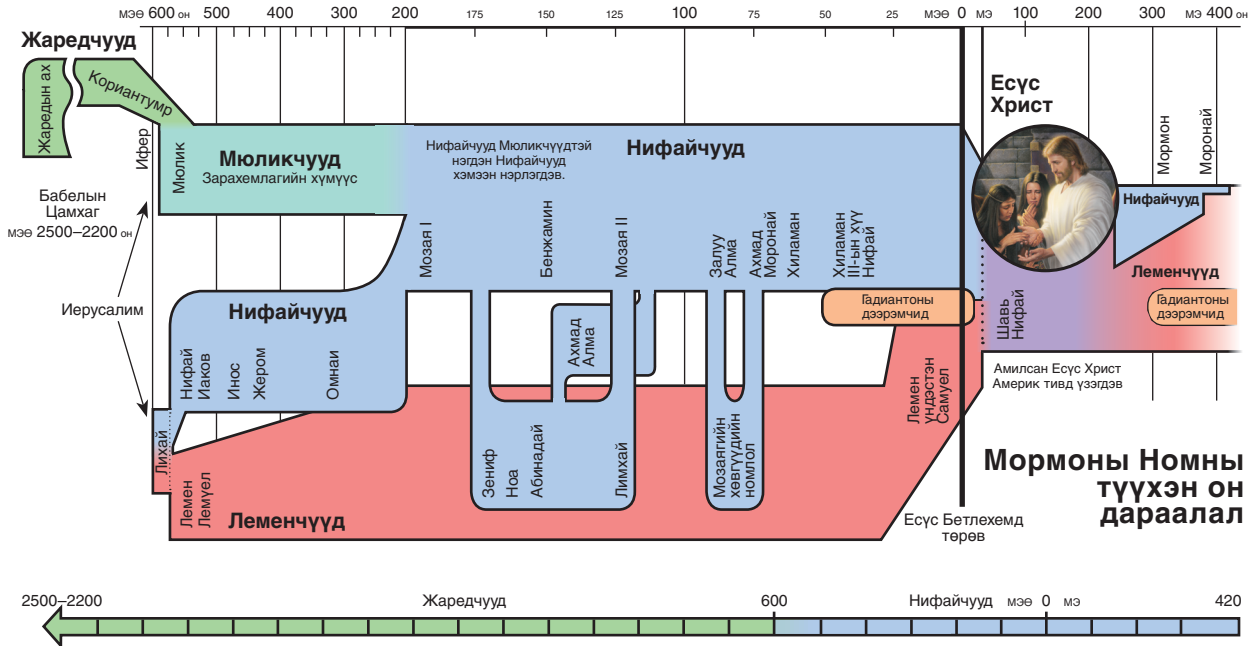 МЭӨ 600 ОН 500 400 300 200 175 150 125 100 75 50 25 МЭӨ 0 МЭ 100 200 300 МЭ 400 ОН
Жаредчууд
Жаредын ах
Кориантумр
Ифер
Мюлик
Мюликчууд
Зарахемлагийн хүмүүс
Нифайчууд Мюликчүүдтэй
нэгдэн Нифайчууд
хэмээн нэрлэгдэв.
Нифайчууд
Есүс
Христ
Мормон
Моронай
Бабелын
Цамхаг
МЭӨ 2500–2200 ОН
Иерусалим
Мозая I
Бенжамин
Мозая II
Залуу
Алма
Ахмад
Моронай
Хиламан
Хиламан
III-ын хүү
Нифай
Нифайчууд
Леменчүүд
Гадиантоны
дээрэмчид
Гадиантоны
дээрэмчид
Нифайчууд
Нифай
Иаков
Инос
Жером
Омнаи
Ахмад
Алма
Шавь
Нифай
Амилсан Есүс Христ
Америк тивд үзэгдэв
Лемен
үндэстэн
Самуел
Лихай
Лемен
Лемүел
Леменчүүд
Зениф
Ноа
Абинадай
Лимхай
Мозаягийн
хөвгүүдийн
номлол
Есүс Бетлехемд
төрөв
Мормоны Номны
түүхэн он
дараалал
2500–2200 Жаредчууд 600 Нифайчууд МЭӨ 0 МЭ 420